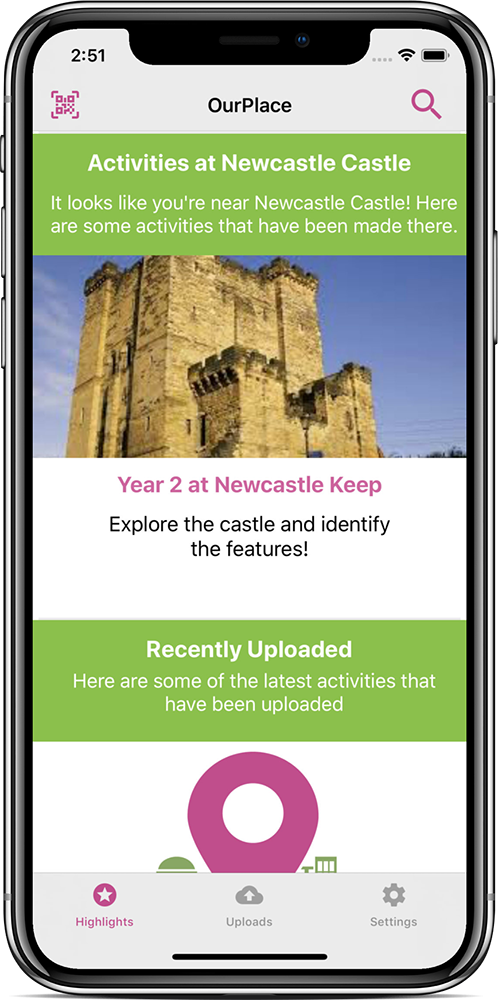 2:51
OurPlace
Activities at Newcastle Castle
It looks like you're near Newcastle Castle! Here
are some activities that have been made there.
Year 2 at Newcastle Keep
Explore the castle and identify
the features!
Recently Uploaded
Here are some of the latest activities that
have been uploaded
Highlights
Uploads
Settings